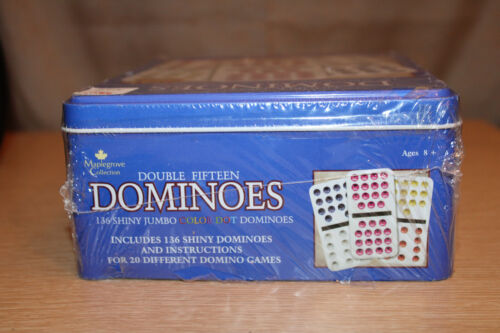 DOMINOES
Maplegrove
Collection
Ages 8+
DOUBLE FIFTEEN
DOMINOES
136 SHINY JUMBO COLOR DOT DOMINOES
INCLUDES 136 SHINY DOMINOES
AND INSTRUCTIONS
FOR 20 DIFFERENT DOMINO GAMES